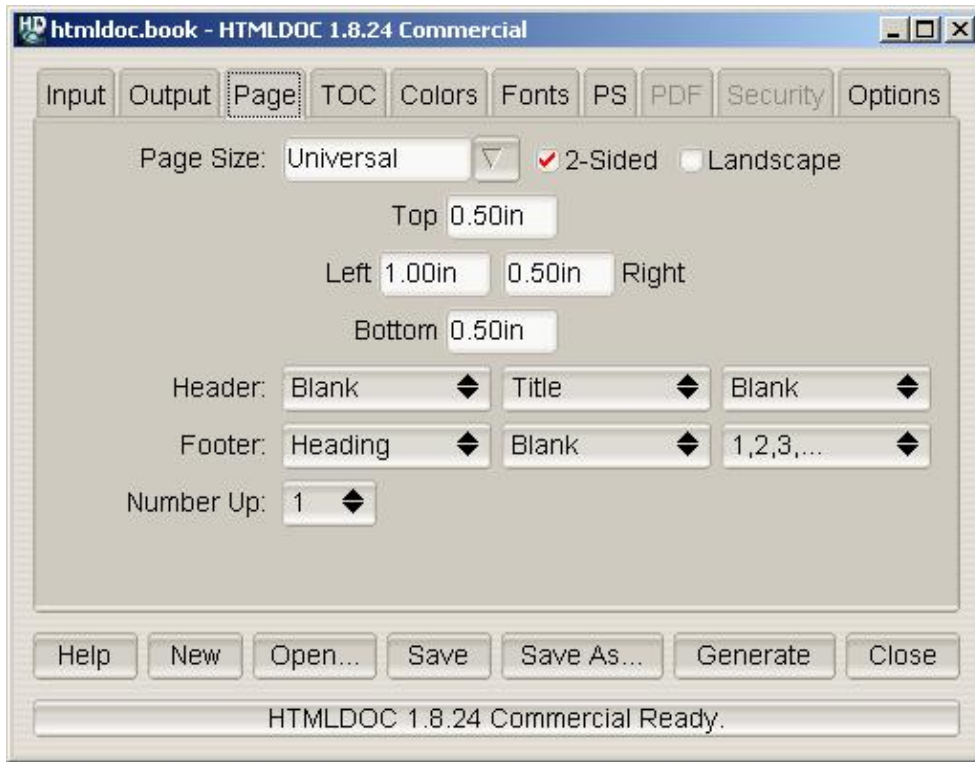 htmldoc.book - HTMLDOC 1.8.24 Commercial
Input Output Page TOC Colors Fonts PS PDF Security Options
Page Size: Universal 2-Sided Landscape
Top 0.50in
Left 1.00in 0.50in Right
Bottom 0.50in
Header: Blank Title Blank
Footer: Heading Blank 1,2,3,...
Number Up: 1
Help New Open... Save Save As... Generate Close
HTMLDOC 1.8.24 Commercial Ready.